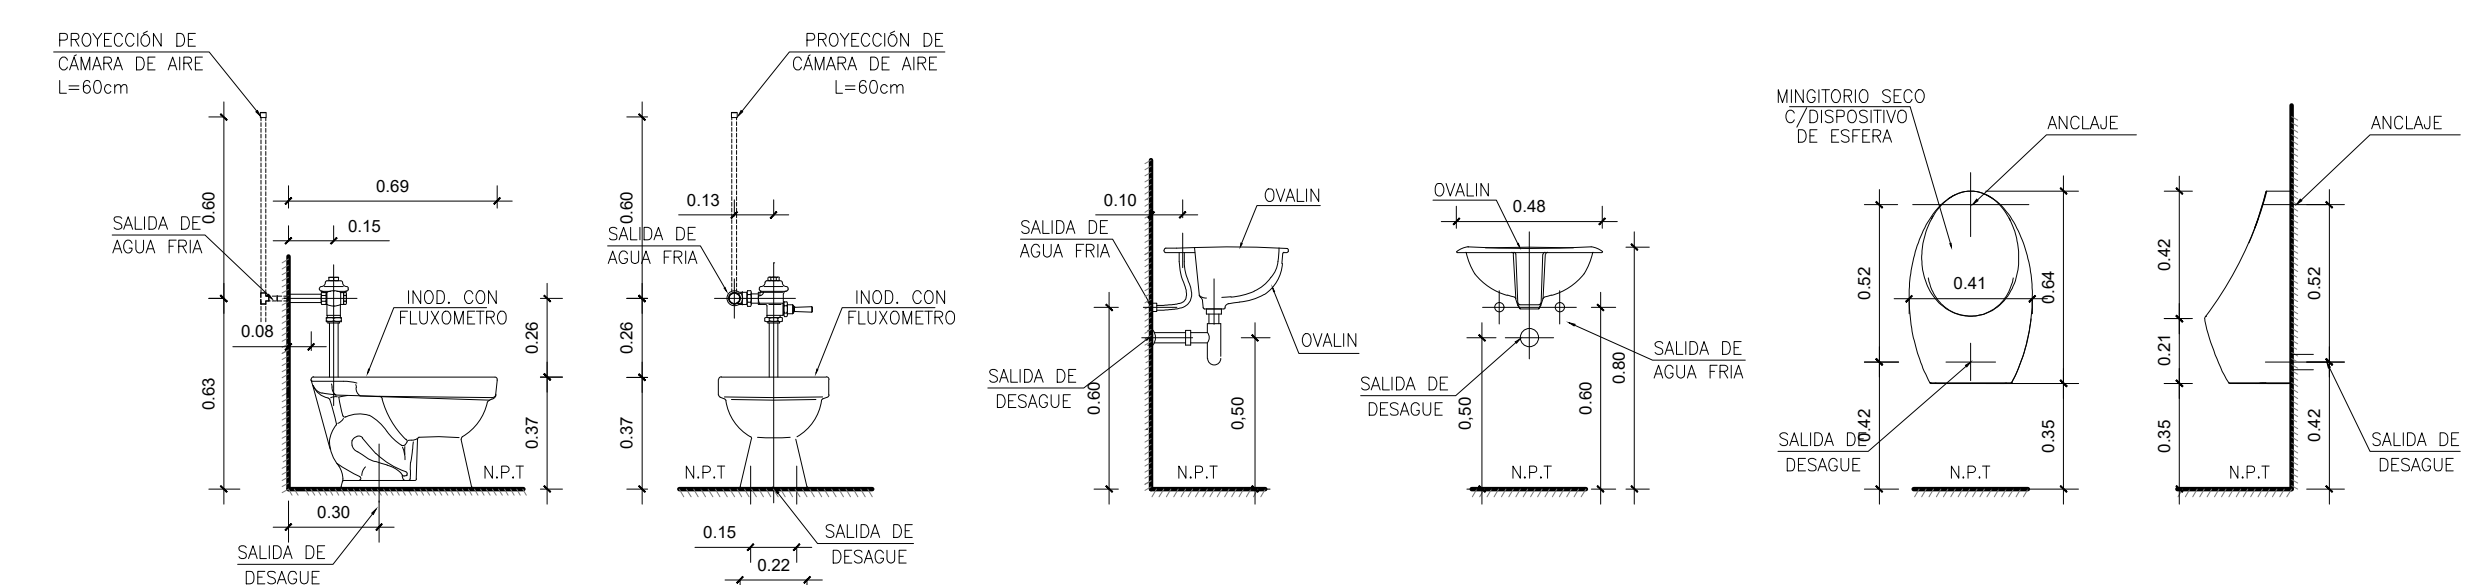 PROYECCIÓN DE
CÁMARA DE AIRE
L=60cm
0.60
0.69
0.15
SALIDA DE
AGUA FRIA
INOD. CON
FLUXOMETRO
0.08
0.63
0.26
0.37
N.P.T
0.30
SALIDA DE
DESAGUE
PROYECCIÓN DE
CÁMARA DE AIRE
L=60cm
0.60
0.13
SALIDA DE
AGUA FRIA
INOD. CON
FLUXOMETRO
0.26
0.37
N.P.T
0.15
SALIDA DE
DESAGUE
0.22
0.10
OVALIN
SALIDA DE
AGUA FRIA
OVALIN
SALIDA DE
DESAGUE
0.60
0,50
N.P.T
OVALIN
0.48
SALIDA DE
AGUA FRIA
SALIDA DE
DESAGUE
0,50
0.60
0.80
N.P.T
MINGITORIO SECO
C/DISPOSITIVO
DE ESFERA
ANCLAJE
0.52
0.41
0.64
0.42
SALIDA DE
DESAGUE
0.35
N.P.T
ANCLAJE
0.42
0.52
0.21
0.35
0.42
SALIDA DE
DESAGUE
N.P.T